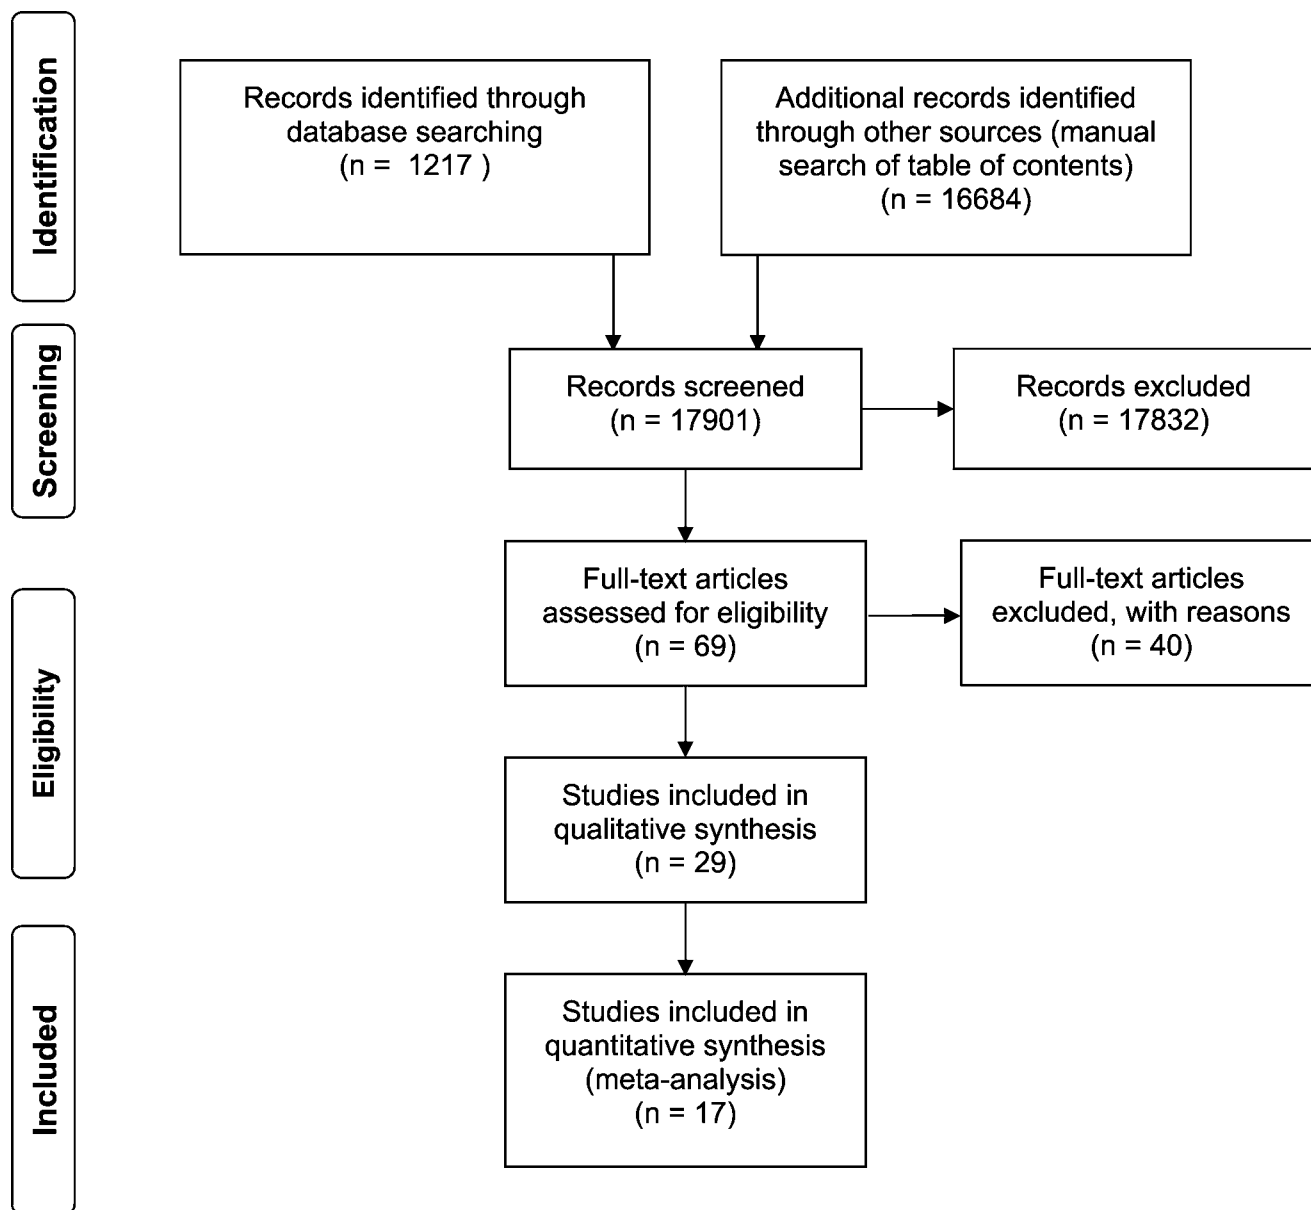 Identification
Records identified through
database searching
(n = 1217 )
Additional records identified
through other sources (manual
search of table of contents)
(n = 16684)
Screening
Records screened
(n = 17901)
Records excluded
(n = 17832)
Eligibility
Full-text articles
assessed for eligibility
(n = 69)
Full-text articles
excluded, with reasons
(n = 40)
Studies included in
qualitative synthesis
(n = 29)
Included
Studies included in
quantitative synthesis
(meta-analysis)
(n = 17)